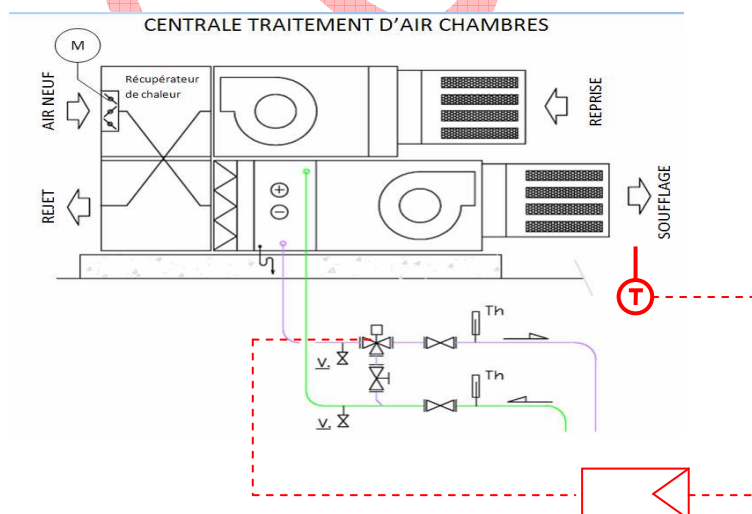 CENTRALE TRAITEMENT D'AIR CHAMBRES
M
Récupérateur
de chaleur
AIR NEUF
REPRISE
REJET
SOUFFLAGE
T
Th
V.
Th
V.